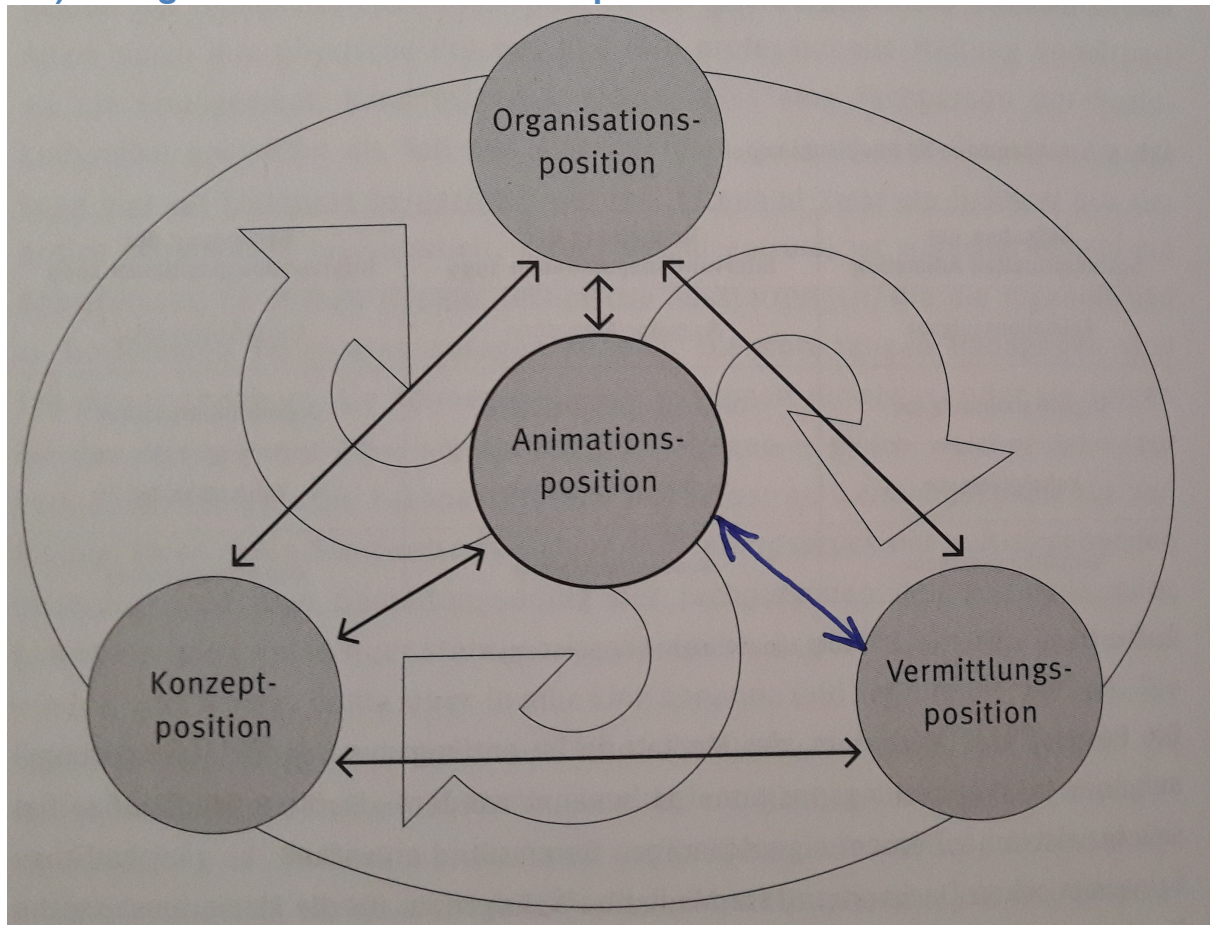 Organisations-
position
Animations-
position
Konzept-
position
Vermittlungs-
position